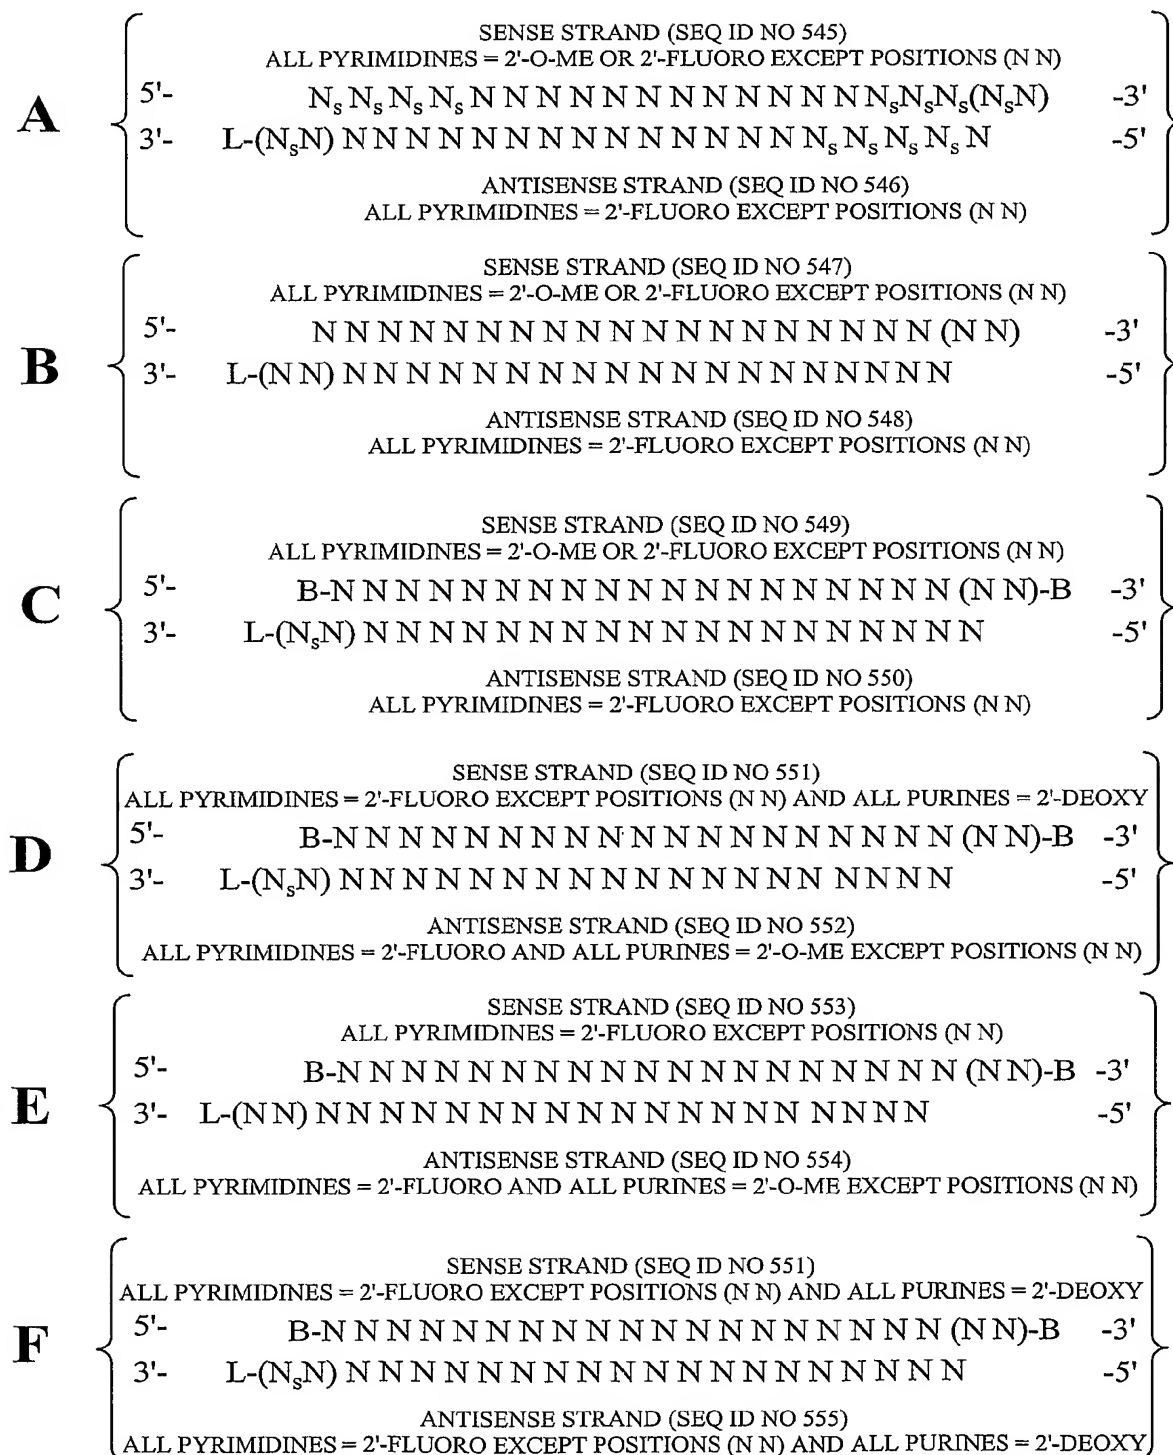 SENSE STRAND (SEQ ID NO 545)
ALL PYRIMIDINES = 2'-O-ME OR 2'-FLUORO EXCEPT POSITIONS (N N)
A 5'- NₛNₛNₛNₛN N N N N N N N N N N N NₛNₛNₛ(NₛN) -3'
3'- L-(NₛN) N N N N N N N N N N N N N N Nₛ Nₛ Nₛ Nₛ N -5'
ANTISENSE STRAND (SEQ ID NO 546)
ALL PYRIMIDINES = 2'-FLUORO EXCEPT POSITIONS (N N)
SENSE STRAND (SEQ ID NO 547)
ALL PYRIMIDINES = 2'-O-ME OR 2'-FLUORO EXCEPT POSITIONS (N N)
B 5'- N N N N N N N N N N N N N N N N N N N (N N) -3'
3'- L-(N N) N N N N N N N N N N N N N N N N N N N -5'
ANTISENSE STRAND (SEQ ID NO 548)
ALL PYRIMIDINES = 2'-FLUORO EXCEPT POSITIONS (N N)
SENSE STRAND (SEQ ID NO 549)
ALL PYRIMIDINES = 2'-O-ME OR 2'-FLUORO EXCEPT POSITIONS (N N)
C 5'- B-N N N N N N N N N N N N N N N N N N N (N N)-B -3'
3'- L-(NₛN) N N N N N N N N N N N N N N N N N N N -5'
ANTISENSE STRAND (SEQ ID NO 550)
ALL PYRIMIDINES = 2'-FLUORO EXCEPT POSITIONS (N N)
SENSE STRAND (SEQ ID NO 551)
ALL PYRIMIDINES = 2'-FLUORO EXCEPT POSITIONS (N N) AND ALL PURINES = 2'-DEOXY
D 5'- B-N N N N N N N N N N N N N N N N N N N (N N)-B -3'
3'- L-(NₛN) N N N N N N N N N N N N N N N N N N N -5'
ANTISENSE STRAND (SEQ ID NO 552)
ALL PYRIMIDINES = 2'-FLUORO AND ALL PURINES = 2'-O-ME EXCEPT POSITIONS (N N)
SENSE STRAND (SEQ ID NO 553)
ALL PYRIMIDINES = 2'-FLUORO EXCEPT POSITIONS (N N)
E 5'- B-N N N N N N N N N N N N N N N N N N N (N N)-B -3'
3'- L-(N N) N N N N N N N N N N N N N N N N N N N -5'
ANTISENSE STRAND (SEQ ID NO 554)
ALL PYRIMIDINES = 2'-FLUORO AND ALL PURINES = 2'-O-ME EXCEPT POSITIONS (N N)
SENSE STRAND (SEQ ID NO 551)
ALL PYRIMIDINES = 2'-FLUORO EXCEPT POSITIONS (N N) AND ALL PURINES = 2'-DEOXY
F 5'- B-N N N N N N N N N N N N N N N N N N N (N N)-B -3'
3'- L-(NₛN) N N N N N N N N N N N N N N N N N N N -5'
ANTISENSE STRAND (SEQ ID NO 555)
ALL PYRIMIDINES = 2'-FLUORO EXCEPT POSITIONS (N N) AND ALL PURINES = 2'-DEOXY